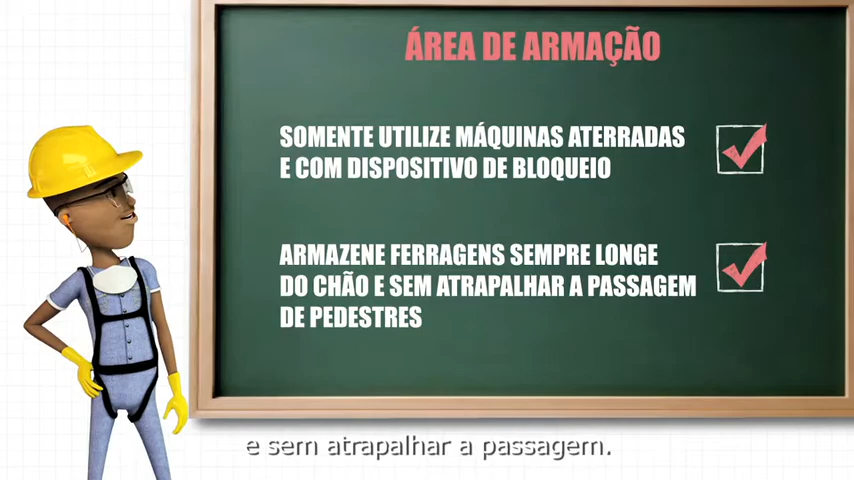 ÁREA DE ARMAÇÃO
SOMENTE UTILIZE MÁQUINAS ATERRADAS
E COM DISPOSITIVO DE BLOQUEIO
ARMAZENE FERRAGENS SEMPRE LONGE
DO CHÃO E SEM ATRAPALHAR A PASSAGEM
DE PEDESTRES
e sem atrapalhar a passagem.